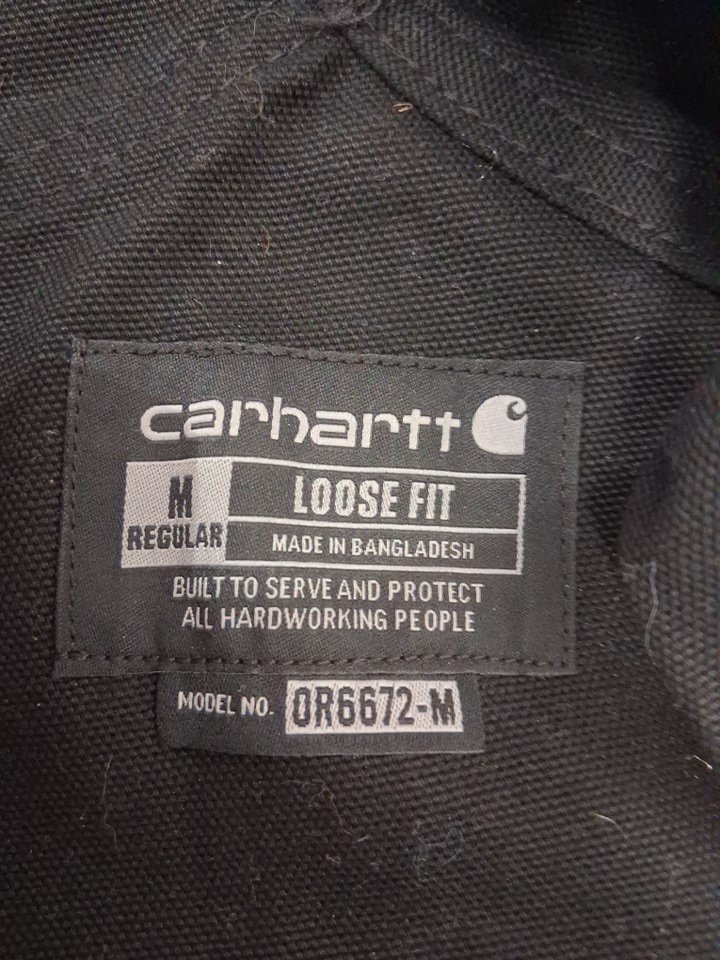 carhartt
M
REGULAR
LOOSE FIT
MADE IN BANGLADESH
BUILT TO SERVE AND PROTECT
ALL HARDWORKING PEOPLE
MODEL NO. OR6672-M